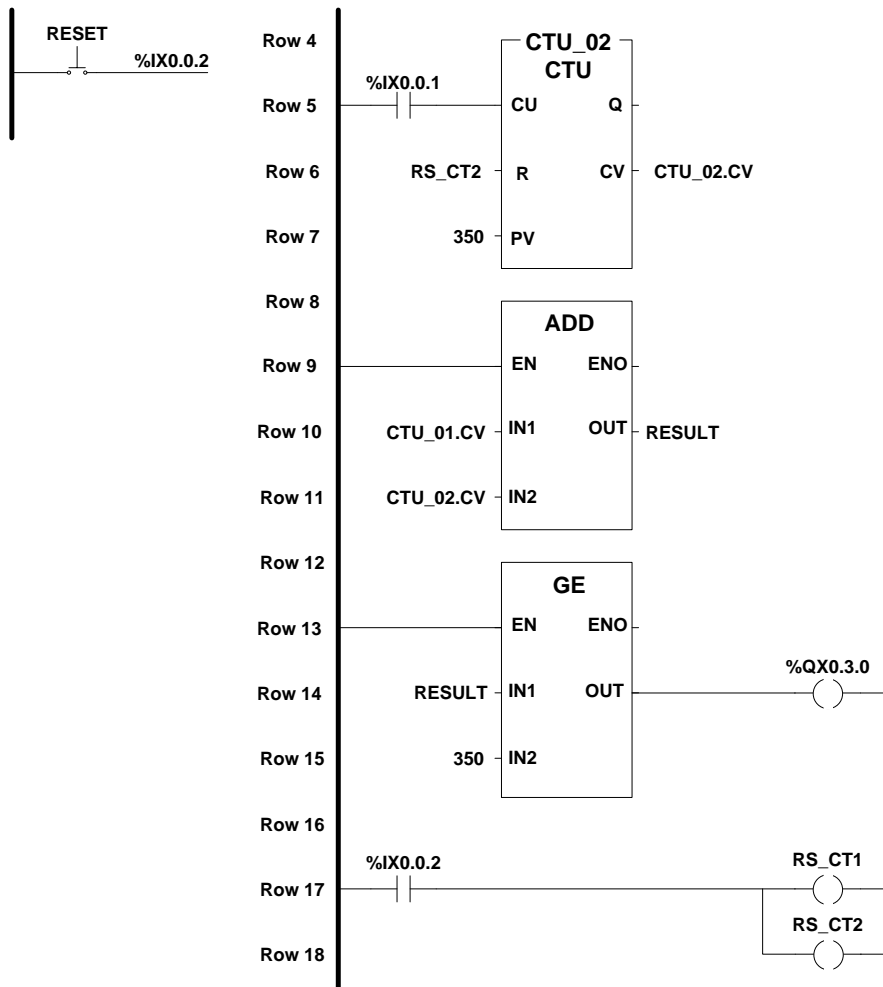 RESET
%IX0.0.2
Row 4
CTU_02
CTU
%IX0.0.1
Row 5
CU
Q
Row 6
RS_CT2
R
CV
CTU_02.CV
Row 7
350
PV
Row 8
ADD
Row 9
EN
ENO
Row 10
CTU_01.CV
IN1
OUT
RESULT
Row 11
CTU_02.CV
IN2
Row 12
GE
Row 13
EN
ENO
%QX0.3.0
Row 14
RESULT
IN1
OUT
Row 15
350
IN2
Row 16
%IX0.0.2
RS_CT1
Row 17
RS_CT2
Row 18